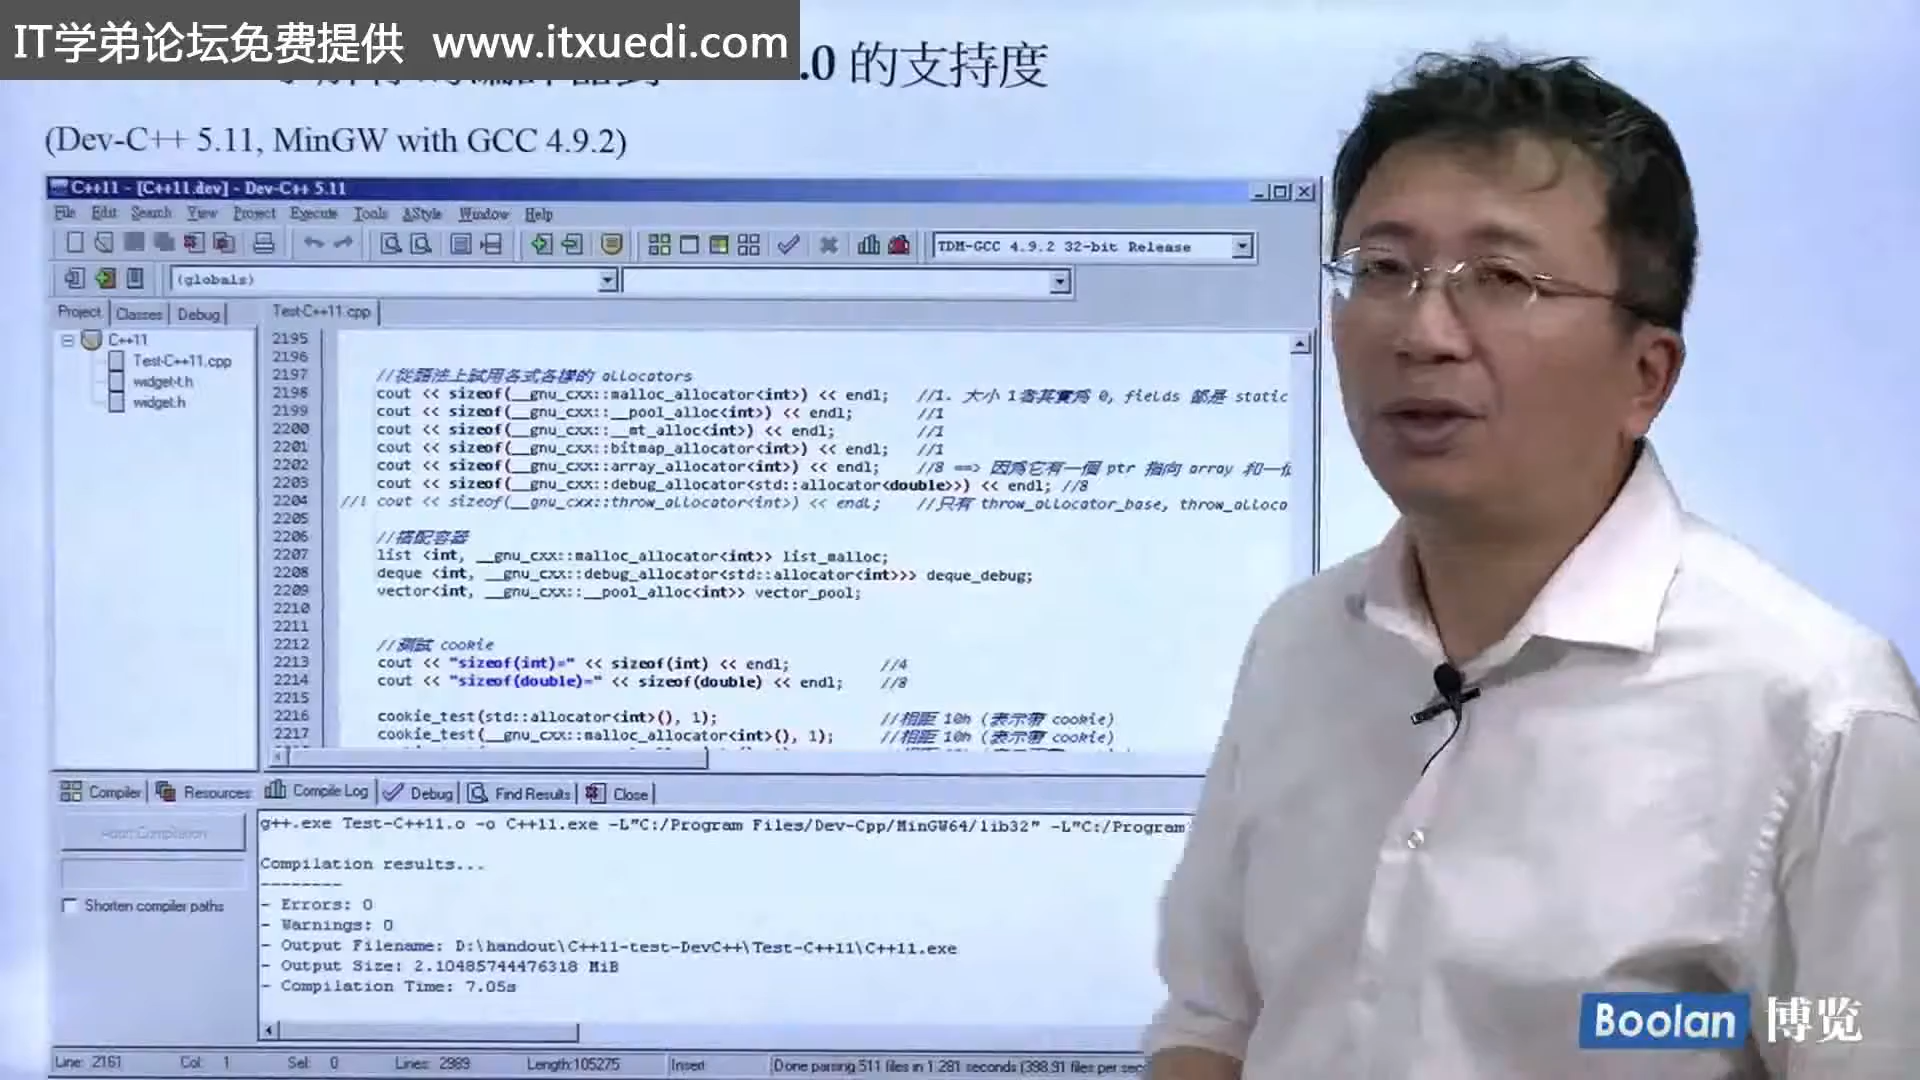 IT学弟论坛免费提供 www.itxuedi.com
.0 的支持度
(Dev-C++ 5.11, MinGW with GCC 4.9.2)
C++11 - [C++11.dev] - Dev-C++ 5.11
File Edit Search View Project Execute Tools AStyle Window Help
TDM-GCC 4.9.2 32-bit Release
(globals)
Project Classes Debug Test-C++11.cpp
C++11
Test-C++11.cpp
widget-t.h
widget.h
2195
2196
2197 //從語法上試用各式各樣的 allocators
2198 cout << sizeof(__gnu_cxx::malloc_allocator<int>) << endl; //1. 大小 1者其實為 0, fields 都是 static
2199 cout << sizeof(__gnu_cxx::__pool_alloc<int>) << endl; //1
2200 cout << sizeof(__gnu_cxx::__mt_alloc<int>) << endl; //1
2201 cout << sizeof(__gnu_cxx::bitmap_allocator<int>) << endl; //1
2202 cout << sizeof(__gnu_cxx::array_allocator<int>) << endl; //8 ==> 因為它有一個 ptr 指向 array 和一
2203 cout << sizeof(__gnu_cxx::debug_allocator<std::allocator<double>>) << endl; //8
2204 //! cout << sizeof(__gnu_cxx::throw_allocator<int>) << endl; //只有 throw_allocator_base, throw_alloca
2205
2206 //搭配容器
2207 list <int, __gnu_cxx::malloc_allocator<int>> list_malloc;
2208 deque <int, __gnu_cxx::debug_allocator<std::allocator<int>>> deque_debug;
2209 vector<int, __gnu_cxx::__pool_alloc<int>> vector_pool;
2210
2211
2212 //測試 cookie
2213 cout << "sizeof(int)=" << sizeof(int) << endl; //4
2214 cout << "sizeof(double)=" << sizeof(double) << endl; //8
2215
2216 cookie_test(std::allocator<int>(), 1); //相距 10h (表示帶 cookie)
2217 cookie_test(__gnu_cxx::malloc_allocator<int>(), 1); //相距 10h (表示帶 cookie)
Compiler Resources Compile Log Debug Find Results Close
Abort Compilation
Shorten compiler paths
g++.exe Test-C++11.o -o C++11.exe -L"C:/Program Files/Dev-Cpp/MinGW64/lib32" -L"C:/Program
Compilation results...
--------
- Errors: 0
- Warnings: 0
- Output Filename: D:\handout\C++11-test-DevC++\Test-C++11\C++11.exe
- Output Size: 2.10485744476318 MiB
- Compilation Time: 7.05s
Line: 2161 Col: 1 Sel: 0 Lines: 2989 Length: 105275 Insert Done parsing 511 files in 1.281 seconds (398.91 files per sec
Boolan 博览